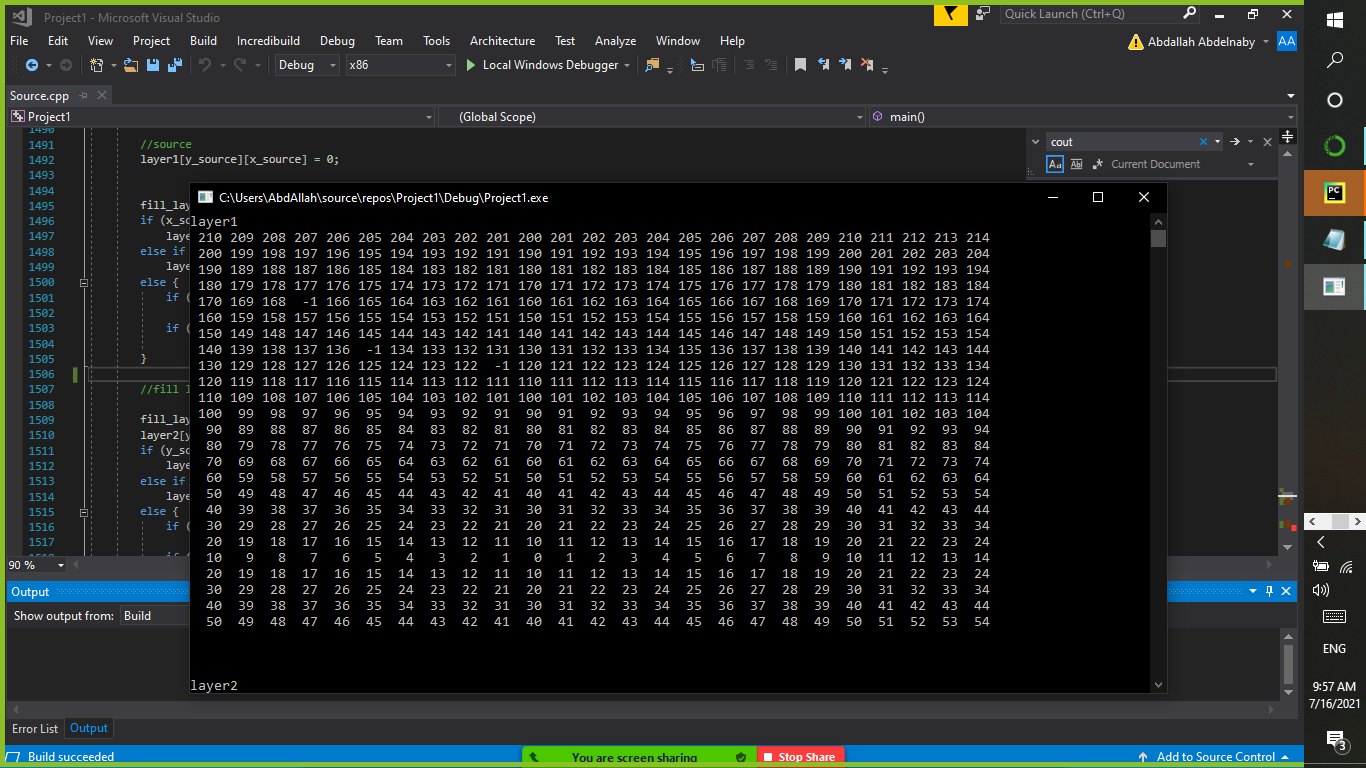 Project1 - Microsoft Visual Studio
Quick Launch (Ctrl+Q)
File Edit View Project Build Incredibuild Debug Team Tools Architecture Test Analyze Window Help
Abdallah Abdelnaby AA
Debug x86 Local Windows Debugger
Source.cpp
Project1 (Global Scope) main()
1490
1491 //source
1492 layer1[y_source][x_source] = 0;
1493
1494
1495 fill_lay
1496 if (x_so
1497 laye
1498 else if
1499 laye
1500 else {
1501 if (
1502
1503 if (
1504
1505 }
1506
1507 //fill l
1508
1509 fill_lay
1510 layer2[y
1511 if (y_so
1512 laye
1513 else if
1514 laye
1515 else {
1516 if (
1517
cout
Aa Ab Current Document
C:\Users\AbdAllah\source\repos\Project1\Debug\Project1.exe
layer1
210 209 208 207 206 205 204 203 202 201 200 201 202 203 204 205 206 207 208 209 210 211 212 213 214
200 199 198 197 196 195 194 193 192 191 190 191 192 193 194 195 196 197 198 199 200 201 202 203 204
190 189 188 187 186 185 184 183 182 181 180 181 182 183 184 185 186 187 188 189 190 191 192 193 194
180 179 178 177 176 175 174 173 172 171 170 171 172 173 174 175 176 177 178 179 180 181 182 183 184
170 169 168 -1 166 165 164 163 162 161 160 161 162 163 164 165 166 167 168 169 170 171 172 173 174
160 159 158 157 156 155 154 153 152 151 150 151 152 153 154 155 156 157 158 159 160 161 162 163 164
150 149 148 147 146 145 144 143 142 141 140 141 142 143 144 145 146 147 148 149 150 151 152 153 154
140 139 138 137 136 -1 134 133 132 131 130 131 132 133 134 135 136 137 138 139 140 141 142 143 144
130 129 128 127 126 125 124 123 122 -1 120 121 122 123 124 125 126 127 128 129 130 131 132 133 134
120 119 118 117 116 115 114 113 112 111 110 111 112 113 114 115 116 117 118 119 120 121 122 123 124
110 109 108 107 106 105 104 103 102 101 100 101 102 103 104 105 106 107 108 109 110 111 112 113 114
100 99 98 97 96 95 94 93 92 91 90 91 92 93 94 95 96 97 98 99 100 101 102 103 104
90 89 88 87 86 85 84 83 82 81 80 81 82 83 84 85 86 87 88 89 90 91 92 93 94
80 79 78 77 76 75 74 73 72 71 70 71 72 73 74 75 76 77 78 79 80 81 82 83 84
70 69 68 67 66 65 64 63 62 61 60 61 62 63 64 65 66 67 68 69 70 71 72 73 74
60 59 58 57 56 55 54 53 52 51 50 51 52 53 54 55 56 57 58 59 60 61 62 63 64
50 49 48 47 46 45 44 43 42 41 40 41 42 43 44 45 46 47 48 49 50 51 52 53 54
40 39 38 37 36 35 34 33 32 31 30 31 32 33 34 35 36 37 38 39 40 41 42 43 44
30 29 28 27 26 25 24 23 22 21 20 21 22 23 24 25 26 27 28 29 30 31 32 33 34
20 19 18 17 16 15 14 13 12 11 10 11 12 13 14 15 16 17 18 19 20 21 22 23 24
10 9 8 7 6 5 4 3 2 1 0 1 2 3 4 5 6 7 8 9 10 11 12 13 14
20 19 18 17 16 15 14 13 12 11 10 11 12 13 14 15 16 17 18 19 20 21 22 23 24
30 29 28 27 26 25 24 23 22 21 20 21 22 23 24 25 26 27 28 29 30 31 32 33 34
40 39 38 37 36 35 34 33 32 31 30 31 32 33 34 35 36 37 38 39 40 41 42 43 44
50 49 48 47 46 45 44 43 42 41 40 41 42 43 44 45 46 47 48 49 50 51 52 53 54
layer2
90 %
Output
Show output from: Build
Error List Output
Build succeeded
You are screen sharing Stop Share
Add to Source Control
PC
ENG
9:57 AM
7/16/2021
3